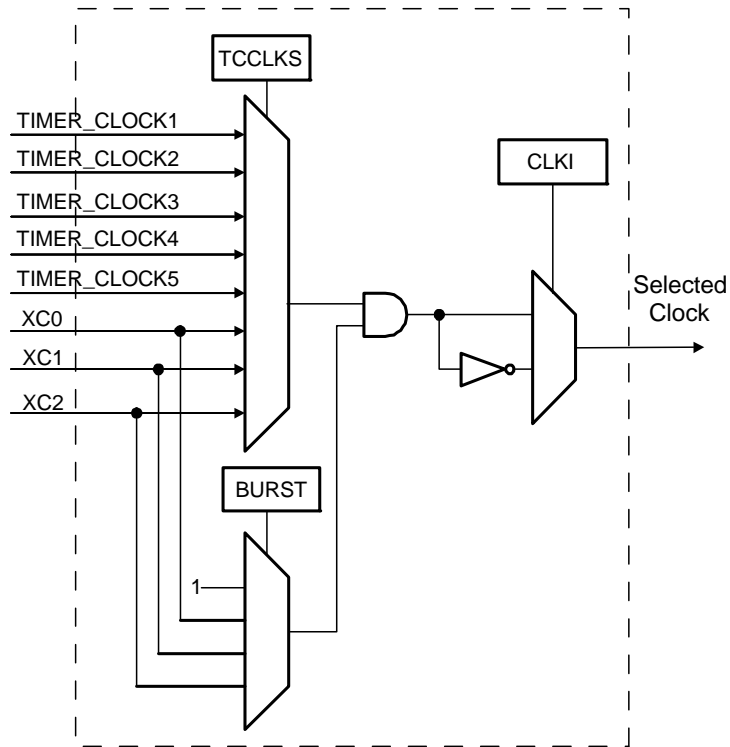 TCCLKS
TIMER_CLOCK1
TIMER_CLOCK2
TIMER_CLOCK3
TIMER_CLOCK4
TIMER_CLOCK5
XC0
XC1
XC2
CLKI
Selected
Clock
BURST
1